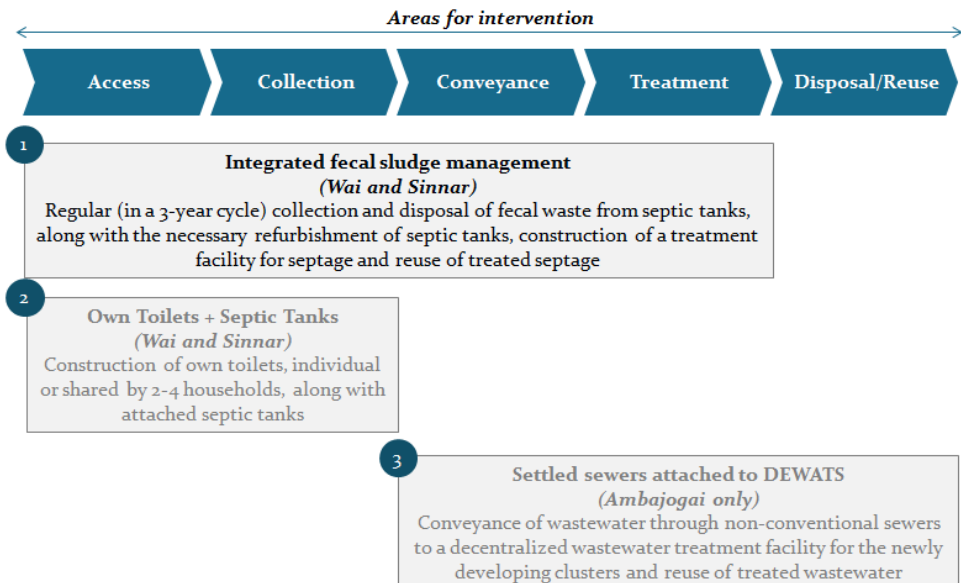 Areas for intervention
Access
Collection
Conveyance
Treatment
Disposal/Reuse
1
Integrated fecal sludge management
(Wai and Sinnar)
Regular (in a 3-year cycle) collection and disposal of fecal waste from septic tanks,
along with the necessary refurbishment of septic tanks, construction of a treatment
facility for septage and reuse of treated septage
2
Own Toilets + Septic Tanks
(Wai and Sinnar)
Construction of own toilets, individual
or shared by 2-4 households, along with
attached septic tanks
3
Settled sewers attached to DEWATS
(Ambajogai only)
Conveyance of wastewater through non-conventional sewers
to a decentralized wastewater treatment facility for the newly
developing clusters and reuse of treated wastewater